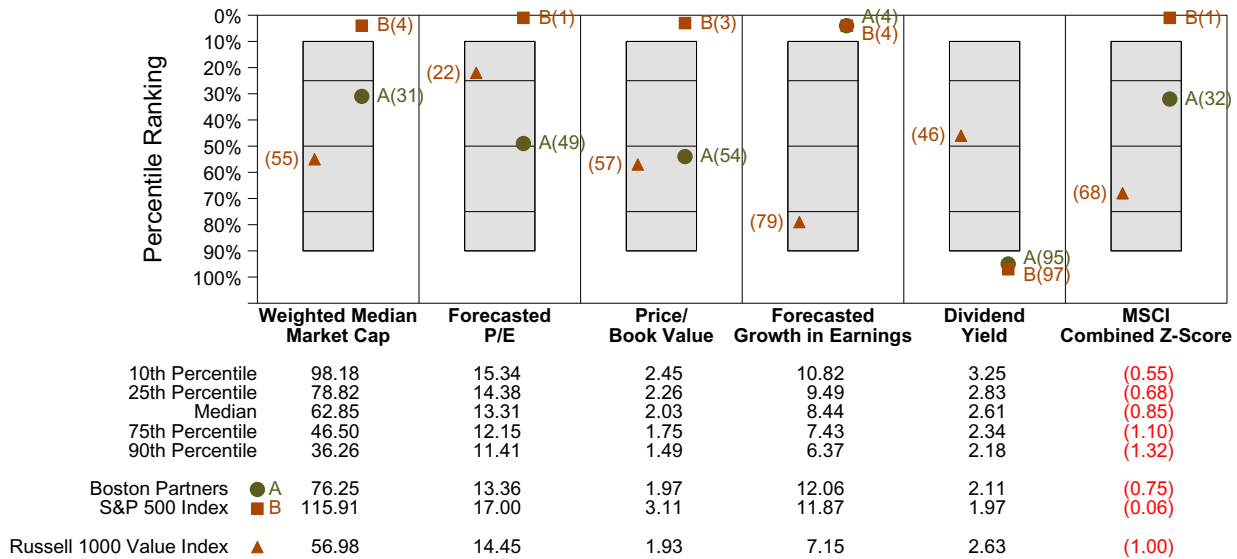 Percentile Ranking
0%
10%
20%
30%
40%
50%
60%
70%
80%
90%
100%
B(4)
A(31)
(55)
B(1)
(22)
A(49)
B(3)
A(54)
(57)
A(4)
B(4)
(79)
(46)
A(95)
B(97)
B(1)
A(32)
(68)
Weighted Median Market Cap
Forecasted P/E
Price/ Book Value
Forecasted Growth in Earnings
Dividend Yield
MSCI Combined Z-Score
10th Percentile 98.18 15.34 2.45 10.82 3.25 (0.55)
25th Percentile 78.82 14.38 2.26 9.49 2.83 (0.68)
Median 62.85 13.31 2.03 8.44 2.61 (0.85)
75th Percentile 46.50 12.15 1.75 7.43 2.34 (1.10)
90th Percentile 36.26 11.41 1.49 6.37 2.18 (1.32)
Boston Partners A 76.25 13.36 1.97 12.06 2.11 (0.75)
S&P 500 Index B 115.91 17.00 3.11 11.87 1.97 (0.06)
Russell 1000 Value Index 56.98 14.45 1.93 7.15 2.63 (1.00)